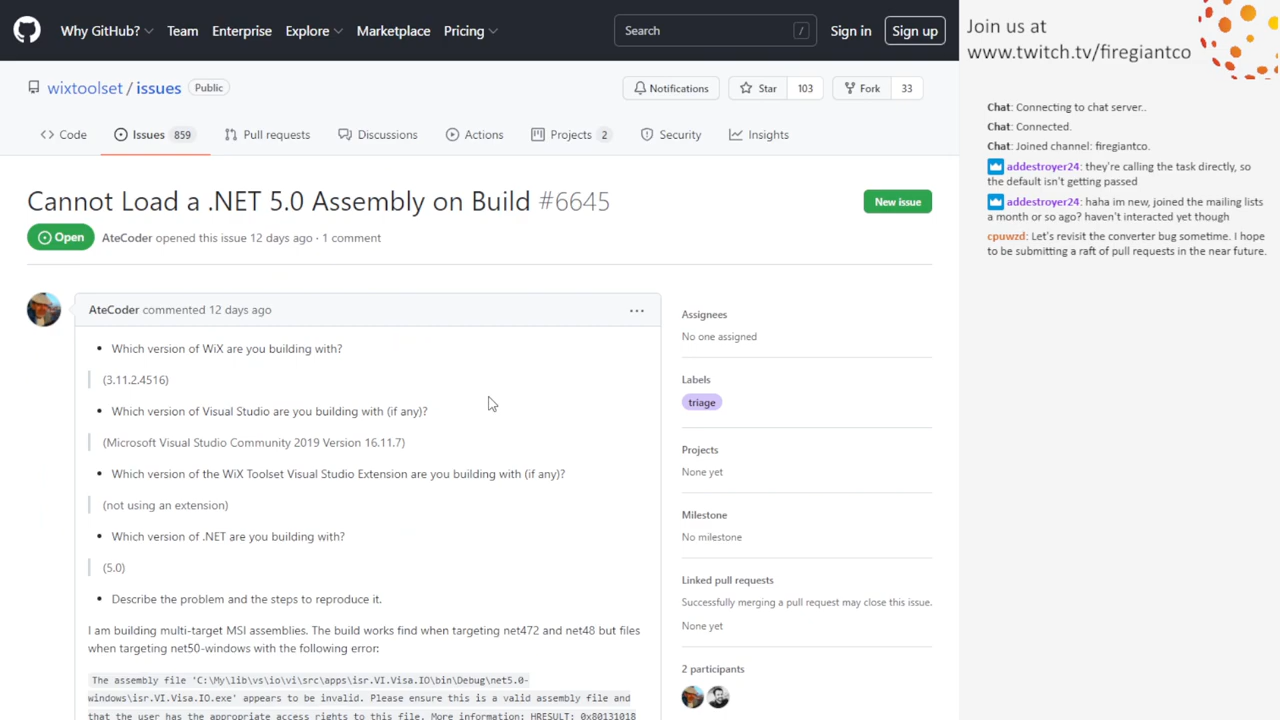 Why GitHub? Team Enterprise Explore Marketplace Pricing Search / Sign in Sign up
wixtoolset / issues Public Notifications Star 103 Fork 33
Code Issues 859 Pull requests Discussions Actions Projects 2 Security Insights
Cannot Load a .NET 5.0 Assembly on Build #6645 New issue
Open AteCoder opened this issue 12 days ago · 1 comment
AteCoder commented 12 days ago ...
• Which version of WiX are you building with?
(3.11.2.4516)
• Which version of Visual Studio are you building with (if any)?
(Microsoft Visual Studio Community 2019 Version 16.11.7)
• Which version of the WiX Toolset Visual Studio Extension are you building with (if any)?
(not using an extension)
• Which version of .NET are you building with?
(5.0)
• Describe the problem and the steps to reproduce it.
I am building multi-target MSI assemblies. The build works find when targeting net472 and net48 but files
when targeting net50-windows with the following error:
The assembly file 'C:\My\lib\vs\io\vi\src\apps\isr.VI.Visa.IO\bin\Debug\net5.0-
windows\isr.VI.Visa.IO.exe' appears to be invalid. Please ensure this is a valid assembly file and
that the user has the appropriate access rights to this file. More information: HRESULT: 0x80131018
Assignees
No one assigned
Labels
triage
Projects
None yet
Milestone
No milestone
Linked pull requests
Successfully merging a pull request may close this issue.
None yet
2 participants
Join us at
www.twitch.tv/firegiantco
Chat: Connecting to chat server..
Chat: Connected.
Chat: Joined channel: firegiantco.
addestroyer24: they're calling the task directly, so
the default isn't getting passed
addestroyer24: haha im new, joined the mailing lists
a month or so ago? haven't interacted yet though
cpuwzd: Let's revisit the converter bug sometime. I hope
to be submitting a raft of pull requests in the near future.